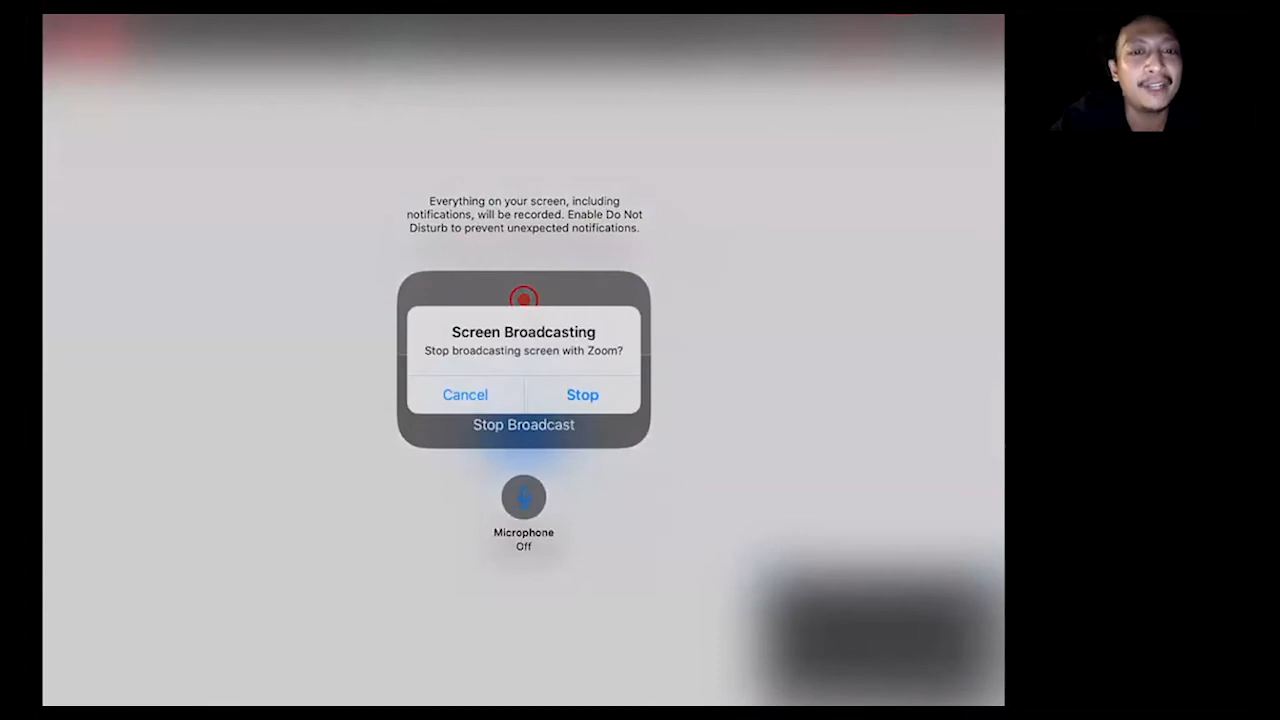 Everything on your screen, including
notifications, will be recorded. Enable Do Not
Disturb to prevent unexpected notifications.
Screen Broadcasting
Stop broadcasting screen with Zoom?
Cancel Stop
Stop Broadcast
Microphone
Off